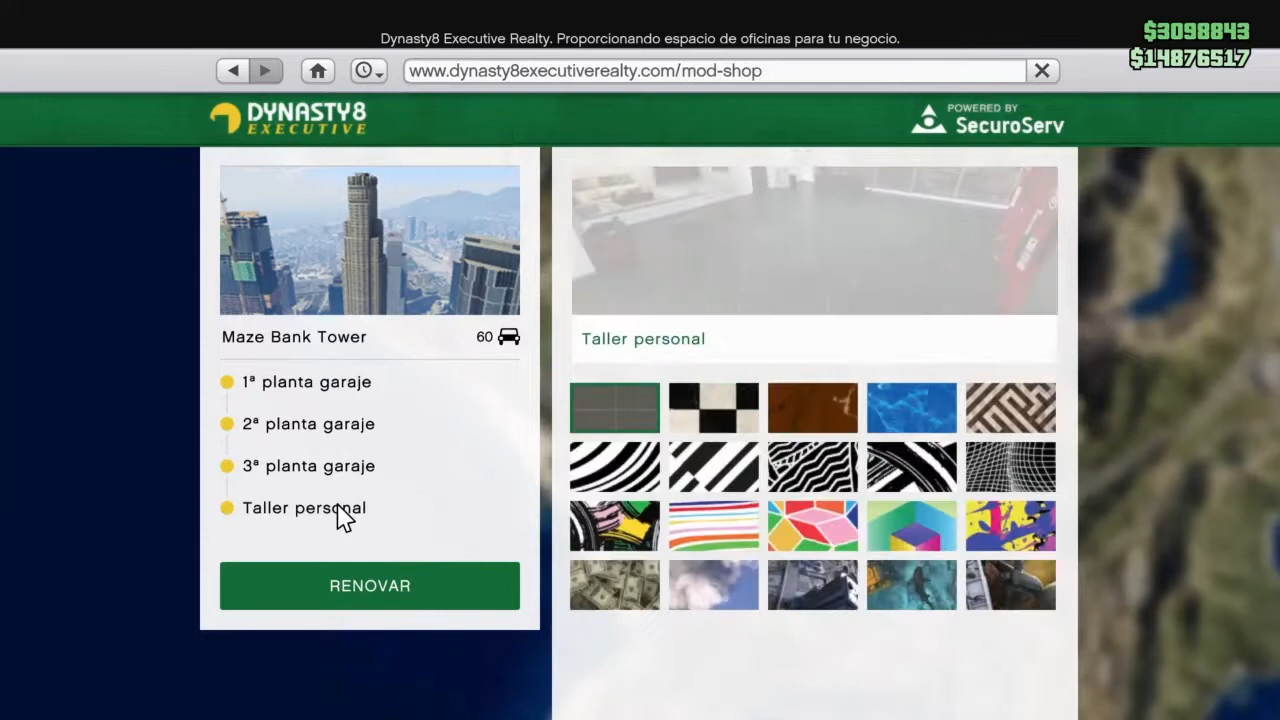 Dynasty8 Executive Realty. Proporcionando espacio de oficinas para tu negocio.
$3098843
$14876517
www.dynasty8executiverealty.com/mod-shop
DYNASTY8
EXECUTIVE
POWERED BY
SecuroServ
Maze Bank Tower
60
1ª planta garaje
2ª planta garaje
3ª planta garaje
Taller personal
RENOVAR
Taller personal